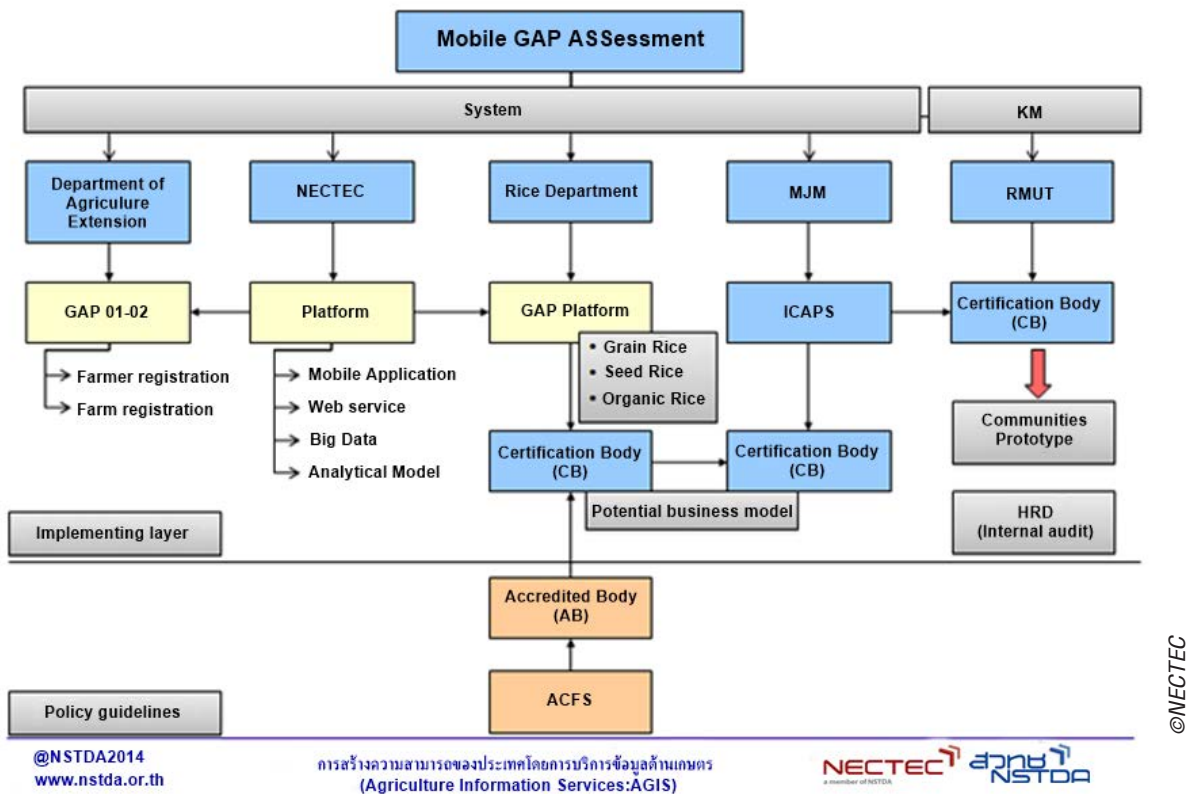 Mobile GAP ASSessment
System
KM
Department of
Agriculure
Extension
NECTEC
Rice Department
MJM
RMUT
GAP 01-02
Platform
GAP Platform
ICAPS
Certification Body
(CB)
• Grain Rice
• Seed Rice
• Organic Rice
Farmer registration
Farm registration
Mobile Application
Web service
Big Data
Analytical Model
Communities
Prototype
Certification Body
(CB)
Certification Body
(CB)
Potential business model
HRD
(Internal audit)
Implementing layer
Accredited Body
(AB)
ACFS
Policy guidelines
©NECTEC
@NSTDA2014
www.nstda.or.th
การสร้างความสามารถของประเทศโดยการบริการข้อมูลด้านเกษตร
(Agriculture Information Services:AGIS)
NECTEC
a member of NSTDA
สวทช
NSTDA